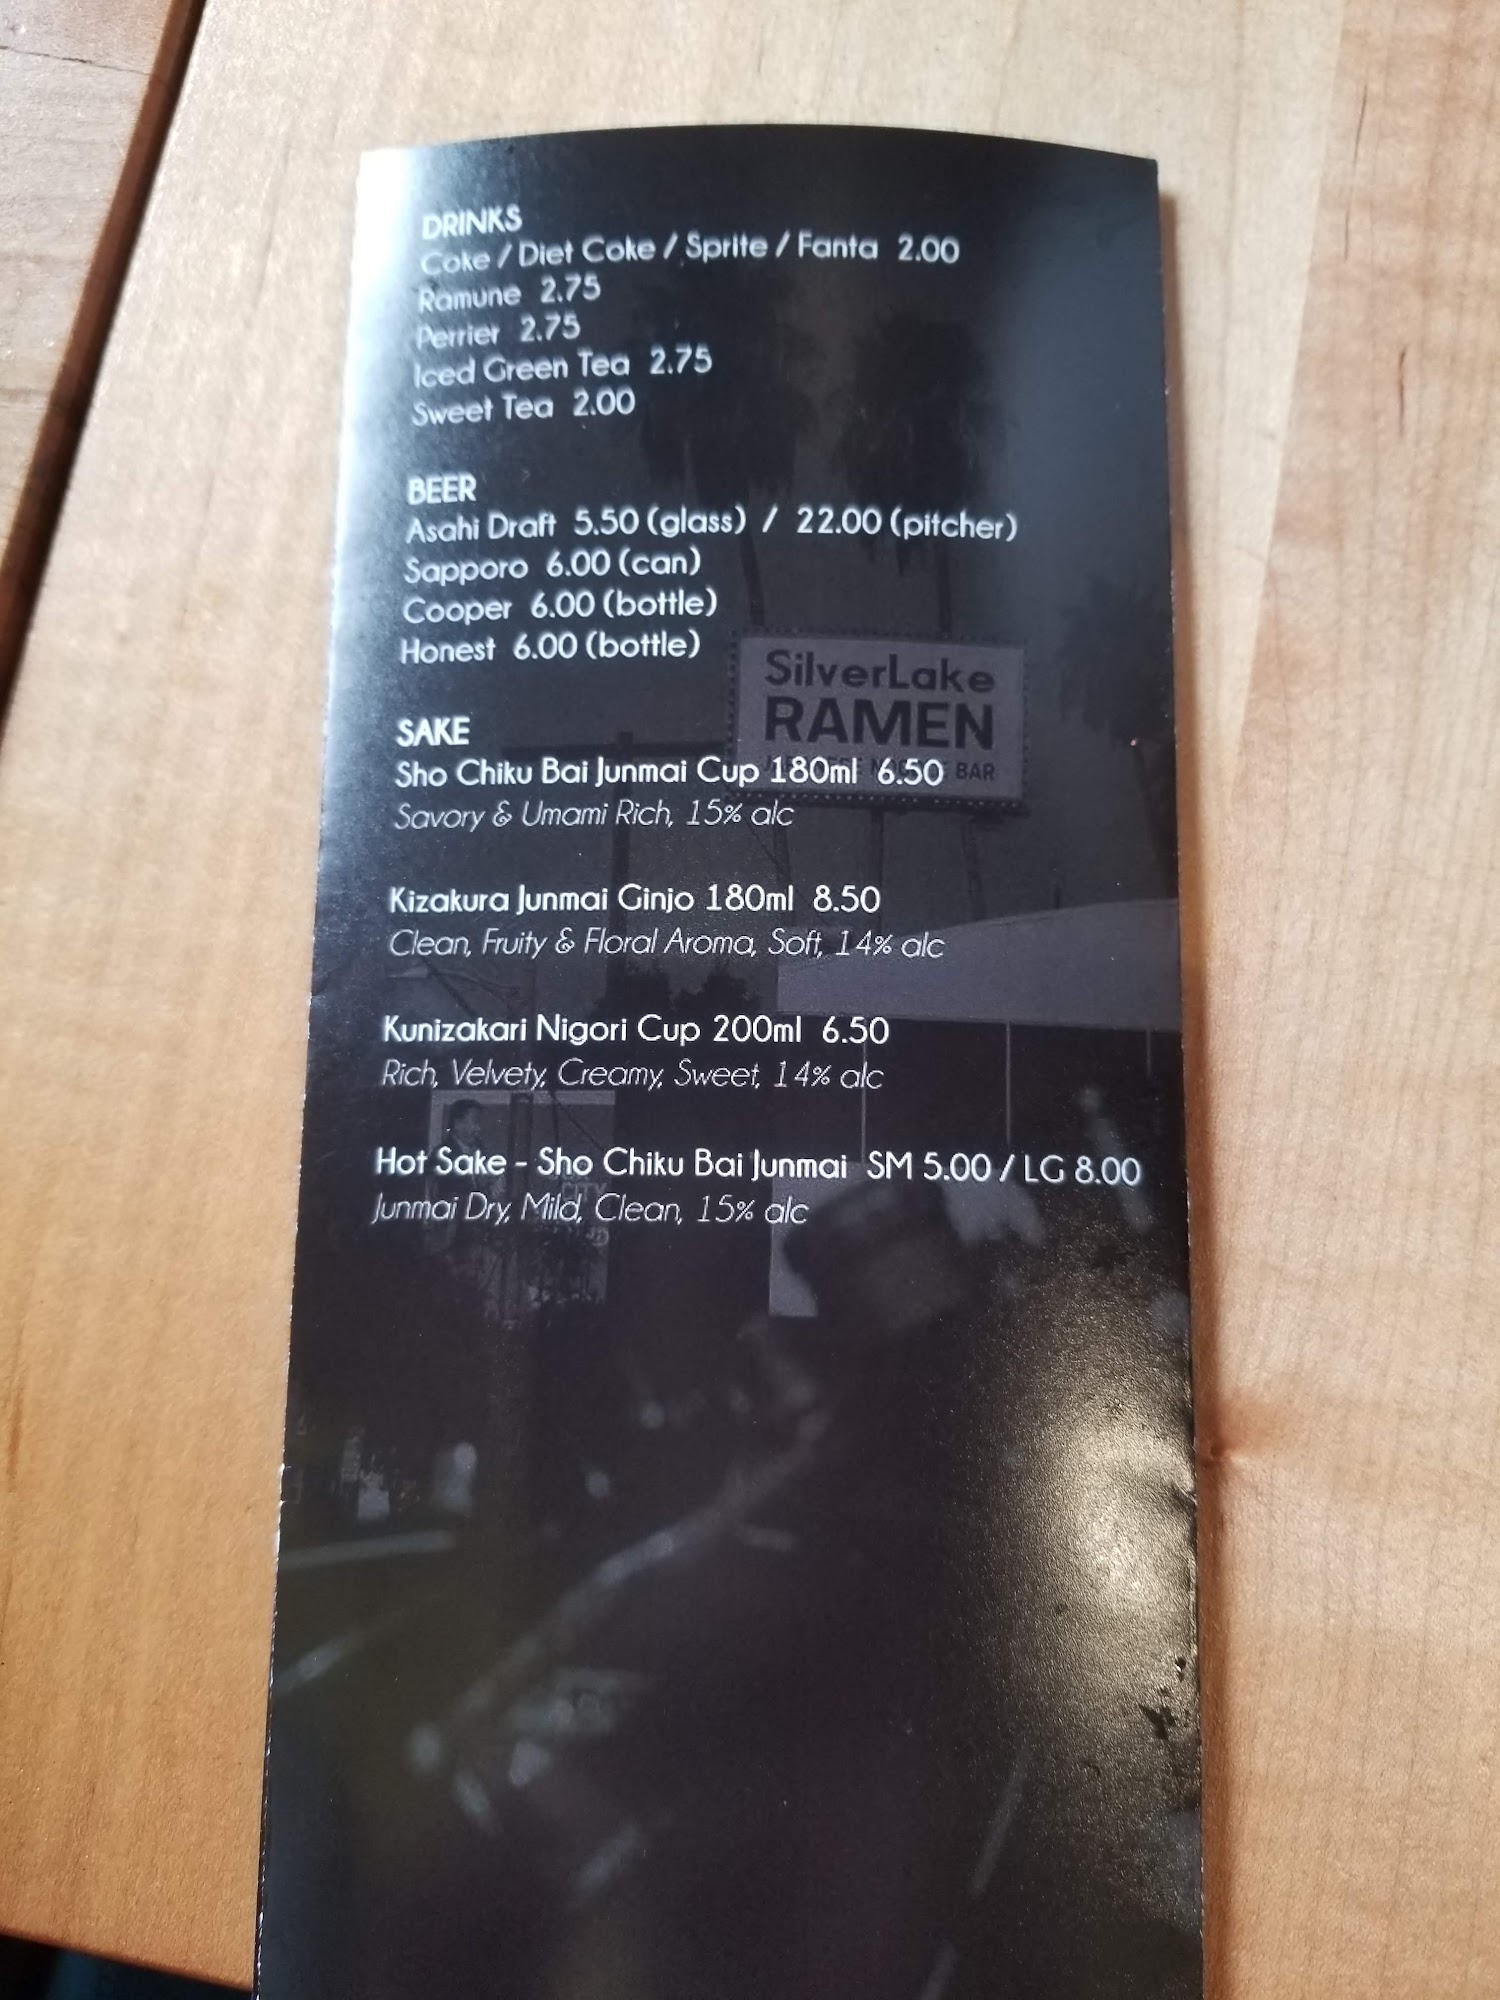 DRINKS
Coke / Diet Coke / Sprite / Fanta 2.00
Ramune 2.75
Perrier 2.75
Iced Green Tea 2.75
Sweet Tea 2.00
BEER
Asahi Draft 5.50 (glass) / 22.00 (pitcher)
Sapporo 6.00 (can)
Cooper 6.00 (bottle)
Honest 6.00 (bottle)
SilverLake
RAMEN
BAR
SAKE
Sho Chiku Bai Junmai Cup 180ml 6.50
Savory & Umami Rich, 15% alc
Kizakura Junmai Ginjo 180ml 8.50
Clean, Fruity & Floral Aroma, Soft, 14% alc
Kunizakari Nigori Cup 200ml 6.50
Rich, Velvety, Creamy, Sweet, 14% alc
Hot Sake - Sho Chiku Bai Junmai SM 5.00 / LG 8.00
Junmai Dry, Mild, Clean, 15% alc
CITY